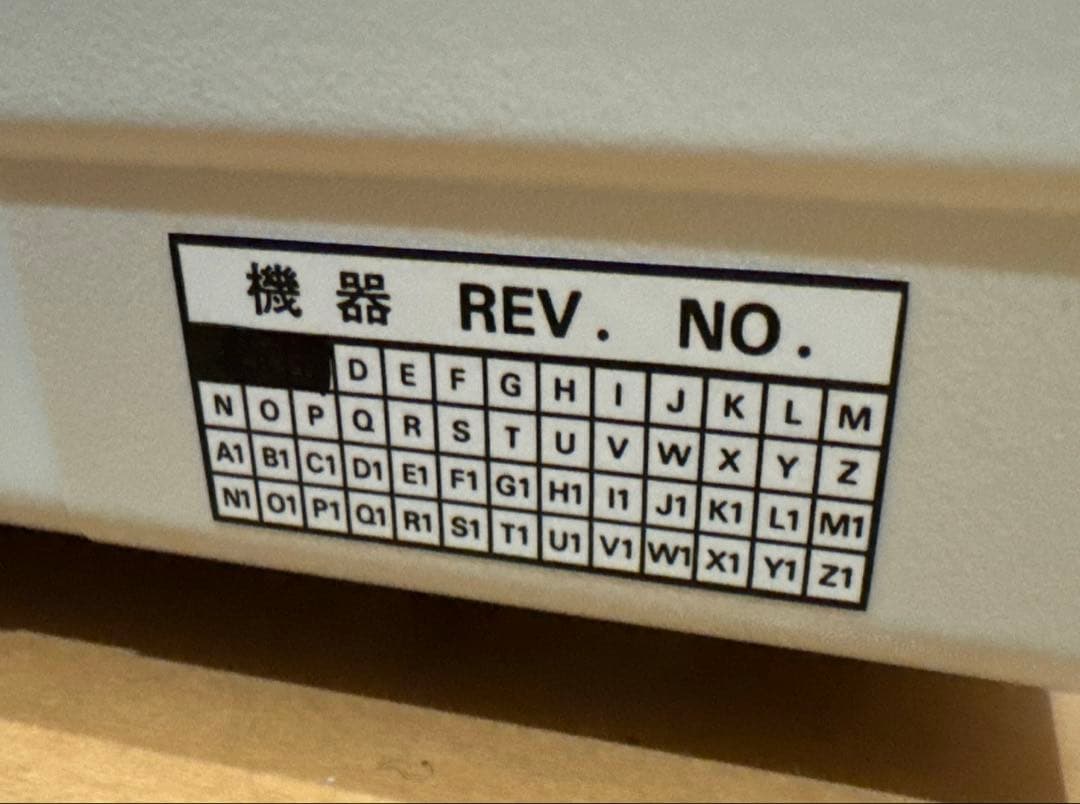 機器 REV. NO.
D E F G H I J K L M
N O P Q R S T U V W X Y Z
A1 B1 C1 D1 E1 F1 G1 H1 I1 J1 K1 L1 M1
N1 O1 P1 Q1 R1 S1 T1 U1 V1 W1 X1 Y1 Z1